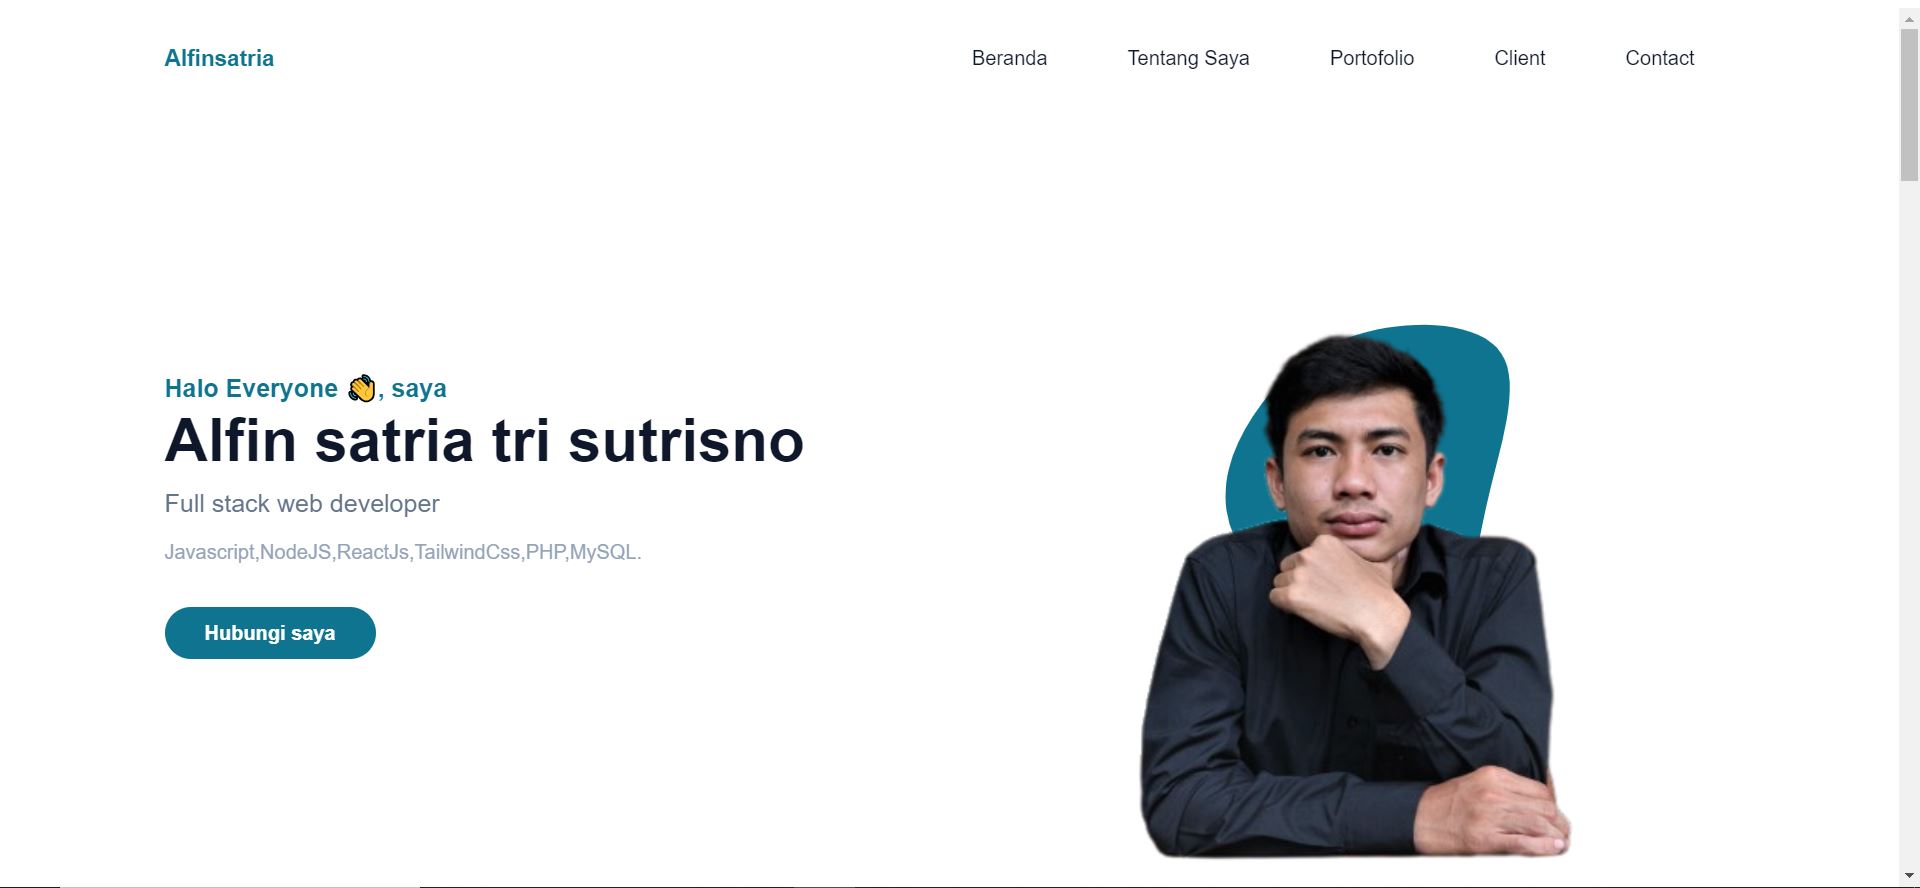 Alfinsatria
Beranda Tentang Saya Portofolio Client Contact
Halo Everyone 👋, saya
Alfin satria tri sutrisno
Full stack web developer
Javascript,NodeJS,ReactJs,TailwindCss,PHP,MySQL.
Hubungi saya